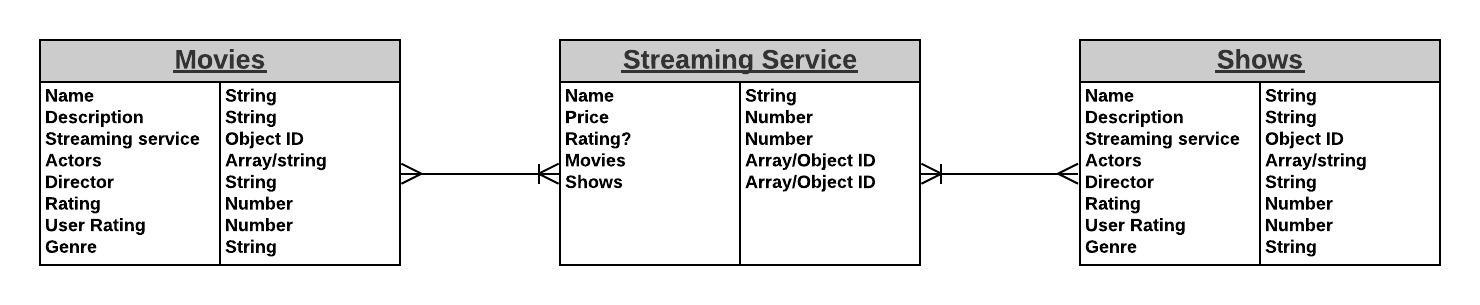 Movies
Name String
Description String
Streaming service Object ID
Actors Array/string
Director String
Rating Number
User Rating Number
Genre String
Streaming Service
Name String
Price Number
Rating? Number
Movies Array/Object ID
Shows Array/Object ID
Shows
Name String
Description String
Streaming service Object ID
Actors Array/string
Director String
Rating Number
User Rating Number
Genre String